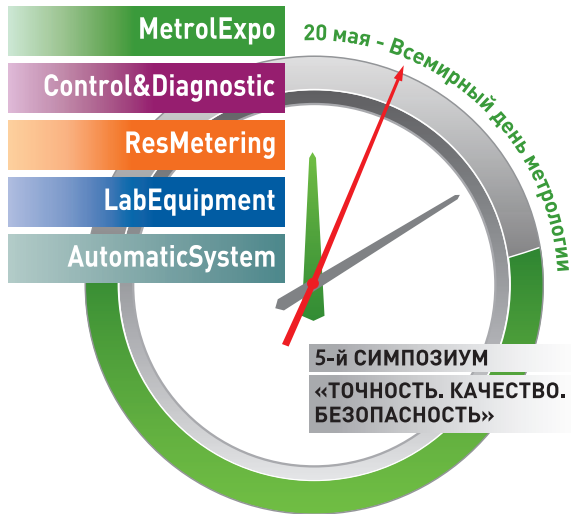 MetrolExpo
20 мая - Всемирный день метрологии
Control&Diagnostic
ResMetering
LabEquipment
AutomaticSystem
5-й СИМПОЗИУМ
«ТОЧНОСТЬ. КАЧЕСТВО.
БЕЗОПАСНОСТЬ»